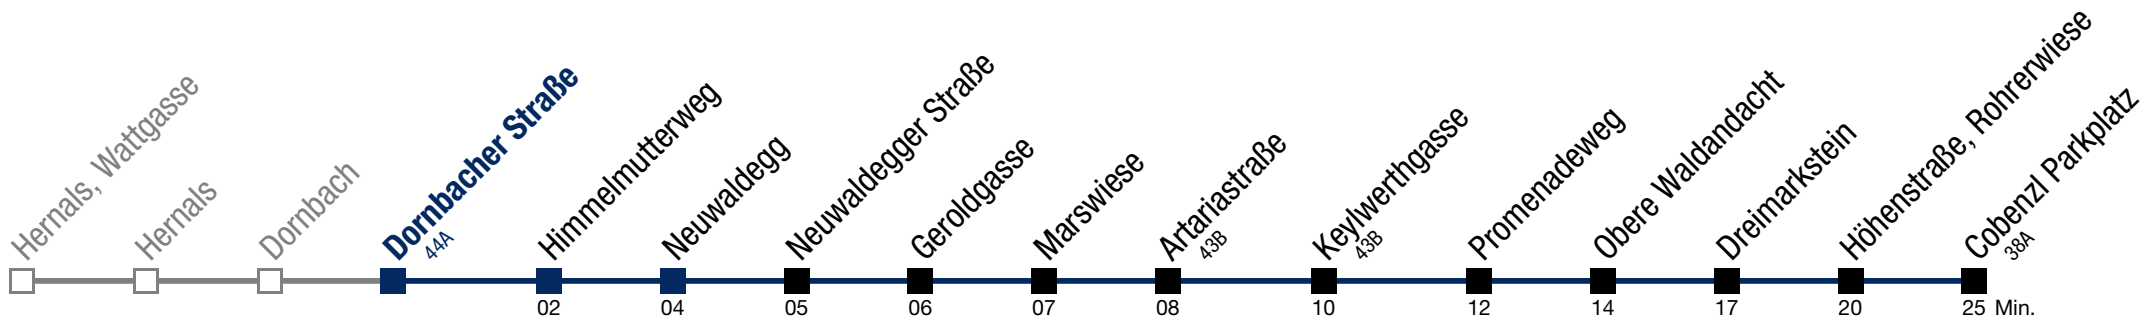 Hernals, Wattgasse
Hernals
Dornbach
Dornbacher Straße
44A
Himmelmutterweg
Neuwaldegg
Neuwaldegger Straße
Geroldgasse
Marswiese
Artariastraße
43B
Keylwerthgasse
43B
Promenadeweg
Obere Waldandacht
Dreimarkstein
Höhenstraße, Rohrerwiese
Cobenzl Parkplatz
38A
02 04 05 06 07 08 10 12 14 17 20 25 Min.